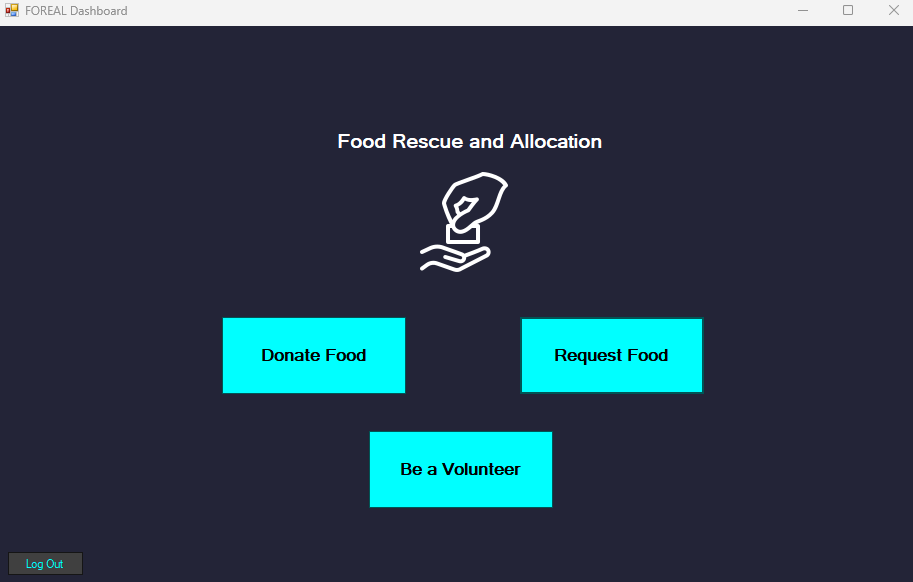 FOREAL Dashboard
Food Rescue and Allocation
Donate Food
Request Food
Be a Volunteer
Log Out